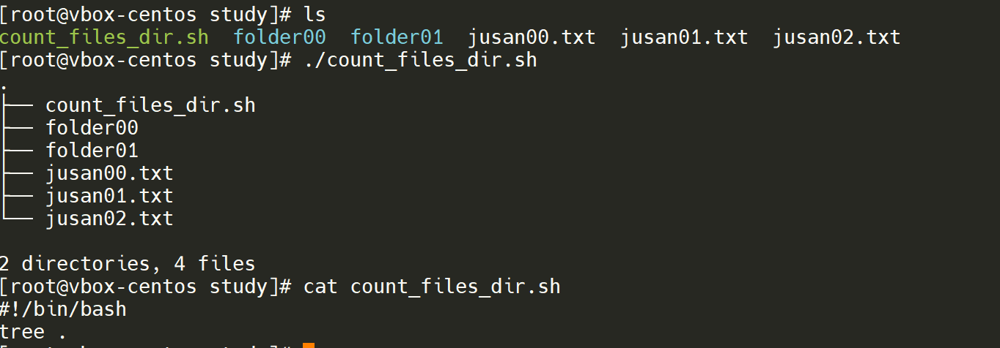 [root@vbox-centos study]# ls
count_files_dir.sh  folder00  folder01  jusan00.txt  jusan01.txt  jusan02.txt
[root@vbox-centos study]# ./count_files_dir.sh
.
├── count_files_dir.sh
├── folder00
├── folder01
├── jusan00.txt
├── jusan01.txt
└── jusan02.txt
2 directories, 4 files
[root@vbox-centos study]# cat count_files_dir.sh
#!/bin/bash
tree .